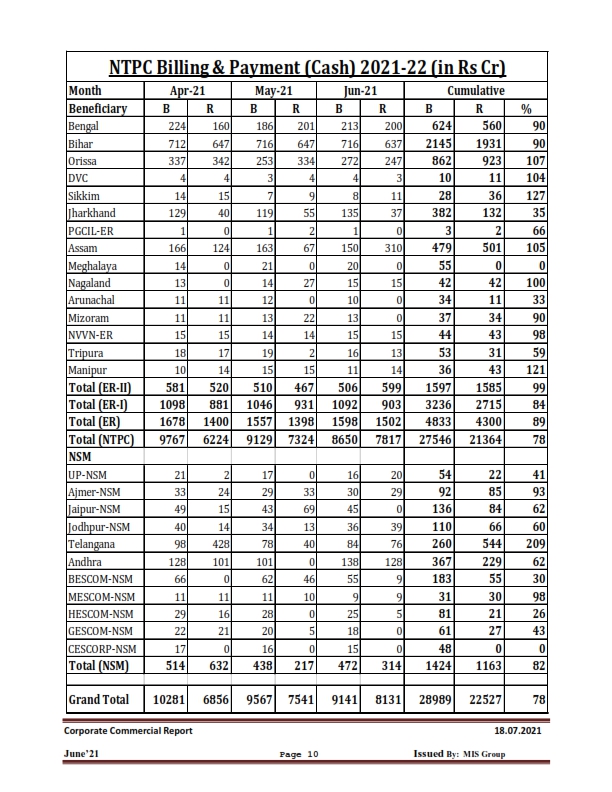 NTPC Billing & Payment (Cash) 2021-22 (in Rs Cr)
Month Apr-21 May-21 Jun-21 Cumulative
Beneficiary B R B R B R B R %
Bengal 224 160 186 201 213 200 624 560 90
Bihar 712 647 716 647 716 637 2145 1931 90
Orissa 337 342 253 334 272 247 862 923 107
DVC 4 4 3 4 4 3 10 11 104
Sikkim 14 15 7 9 8 11 28 36 127
Jharkhand 129 40 119 55 135 37 382 132 35
PGCIL-ER 1 0 1 2 1 0 3 2 66
Assam 166 124 163 67 150 310 479 501 105
Meghalaya 14 0 21 0 20 0 55 0 0
Nagaland 13 0 14 27 15 15 42 42 100
Arunachal 11 11 12 0 10 0 34 11 33
Mizoram 11 11 13 22 13 0 37 34 90
NVVN-ER 15 15 14 14 15 15 44 43 98
Tripura 18 17 19 2 16 13 53 31 59
Manipur 10 14 15 15 11 14 36 43 121
Total (ER-II) 581 520 510 467 506 599 1597 1585 99
Total (ER-I) 1098 881 1046 931 1092 903 3236 2715 84
Total (ER) 1678 1400 1557 1398 1598 1502 4833 4300 89
Total (NTPC) 9767 6224 9129 7324 8650 7817 27546 21364 78
NSM
UP-NSM 21 2 17 0 16 20 54 22 41
Ajmer-NSM 33 24 29 33 30 29 92 85 93
Jaipur-NSM 49 15 43 69 45 0 136 84 62
Jodhpur-NSM 40 14 34 13 36 39 110 66 60
Telangana 98 428 78 40 84 76 260 544 209
Andhra 128 101 101 0 138 128 367 229 62
BESCOM-NSM 66 0 62 46 55 9 183 55 30
MESCOM-NSM 11 11 11 10 9 9 31 30 98
HESCOM-NSM 29 16 28 0 25 5 81 21 26
GESCOM-NSM 22 21 20 5 18 0 61 27 43
CESCORP-NSM 17 0 16 0 15 0 48 0 0
Total (NSM) 514 632 438 217 472 314 1424 1163 82
Grand Total 10281 6856 9567 7541 9141 8131 28989 22527 78
Corporate Commercial Report 18.07.2021
June'21 Page 10 Issued By: MIS Group